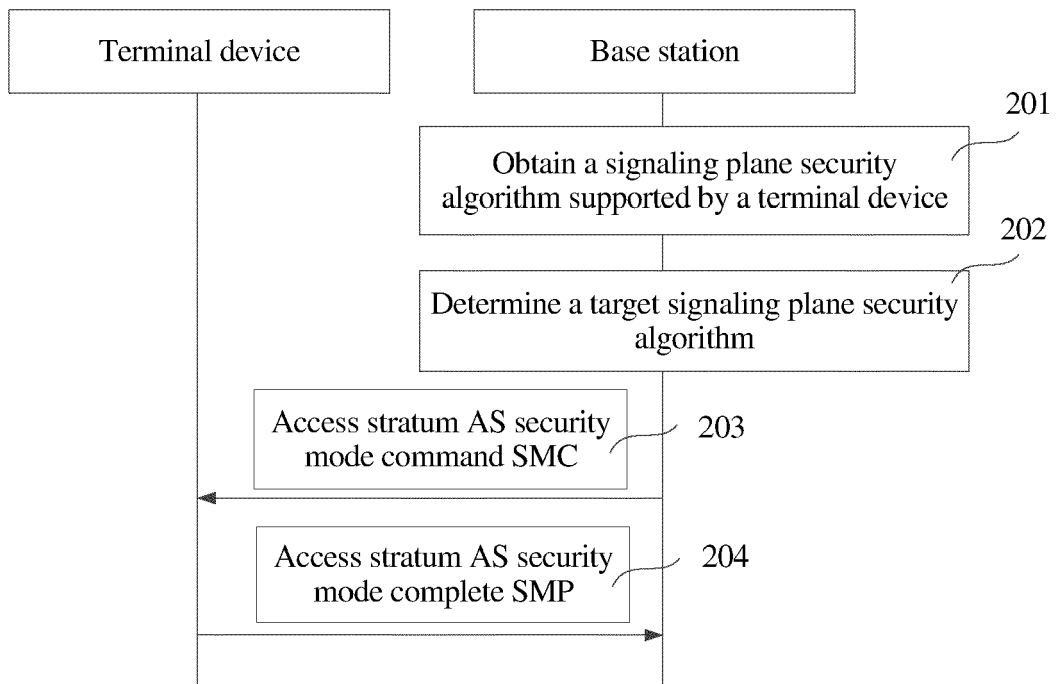 Terminal device
Base station
201
Obtain a signaling plane security
algorithm supported by a terminal device
202
Determine a target signaling plane security
algorithm
Access stratum AS security
mode command SMC
203
Access stratum AS security
mode complete SMP
204